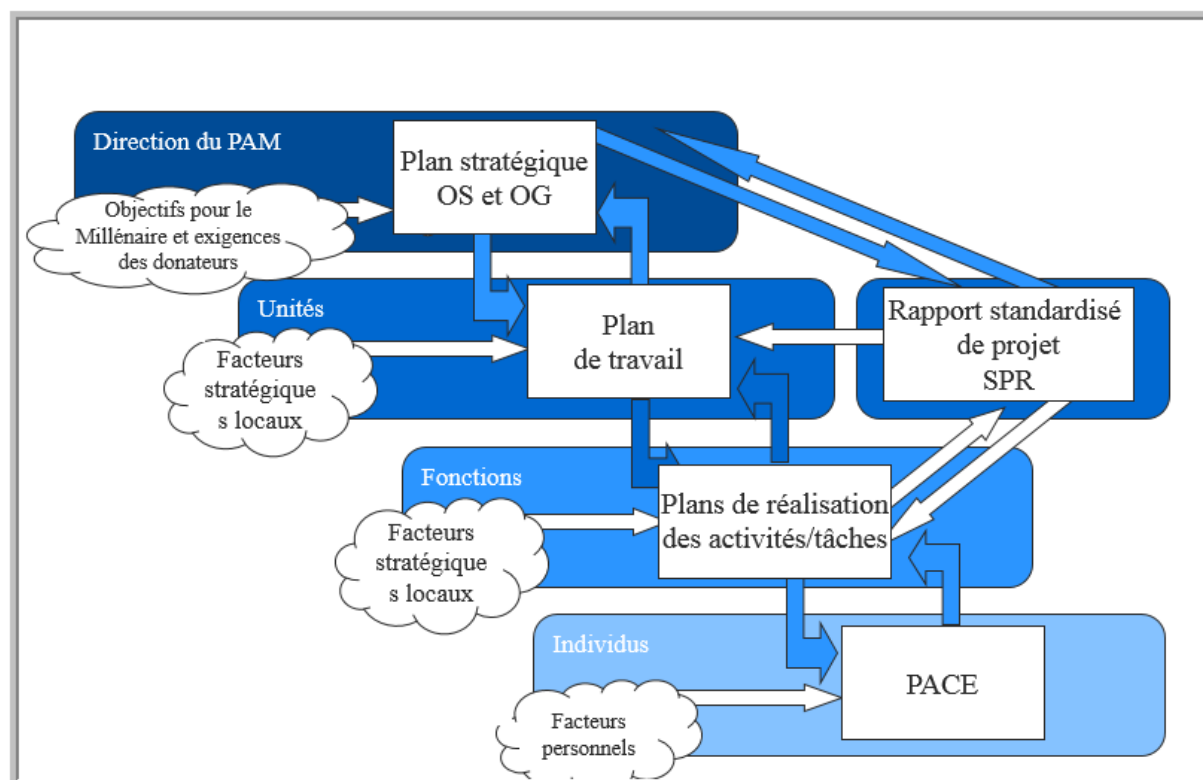 Direction du PAM
Plan stratégique
OS et OG
Objectifs pour le
Millénaire et exigences
des donateurs
Unités
Plan
de travail
Rapport standardisé
de projet
SPR
Facteurs
stratégique
s locaux
Fonctions
Plans de réalisation
des activités/tâches
Facteurs
stratégique
s locaux
Individus
PACE
Facteurs
personnels